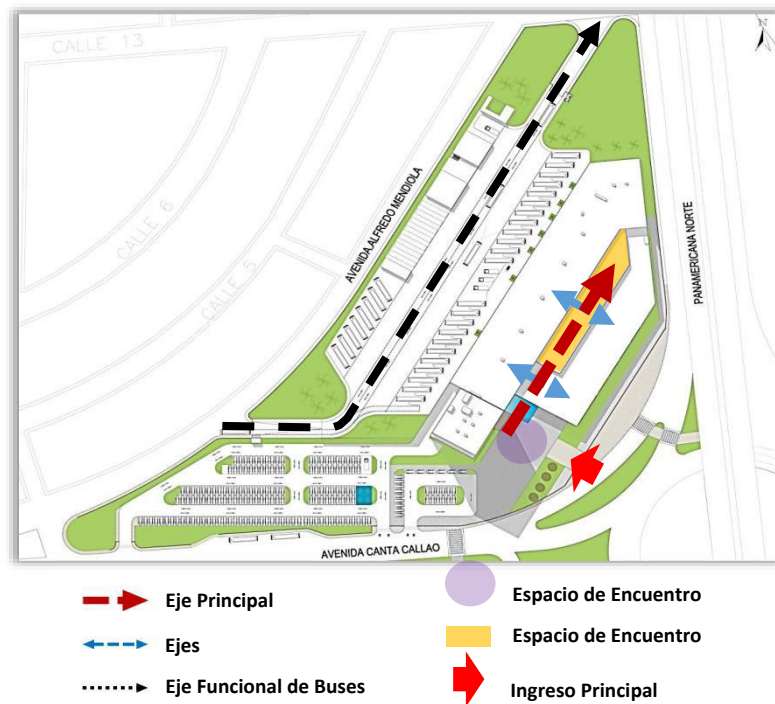 N
CALLE 13
CALLE 6
CALLE 5
AVENIDA ALFREDO MENDIOLA
PANAMERICANA NORTE
AVENIDA CANTA CALLAO
Eje Principal
Espacio de Encuentro
Ejes
Espacio de Encuentro
Eje Funcional de Buses
Ingreso Principal